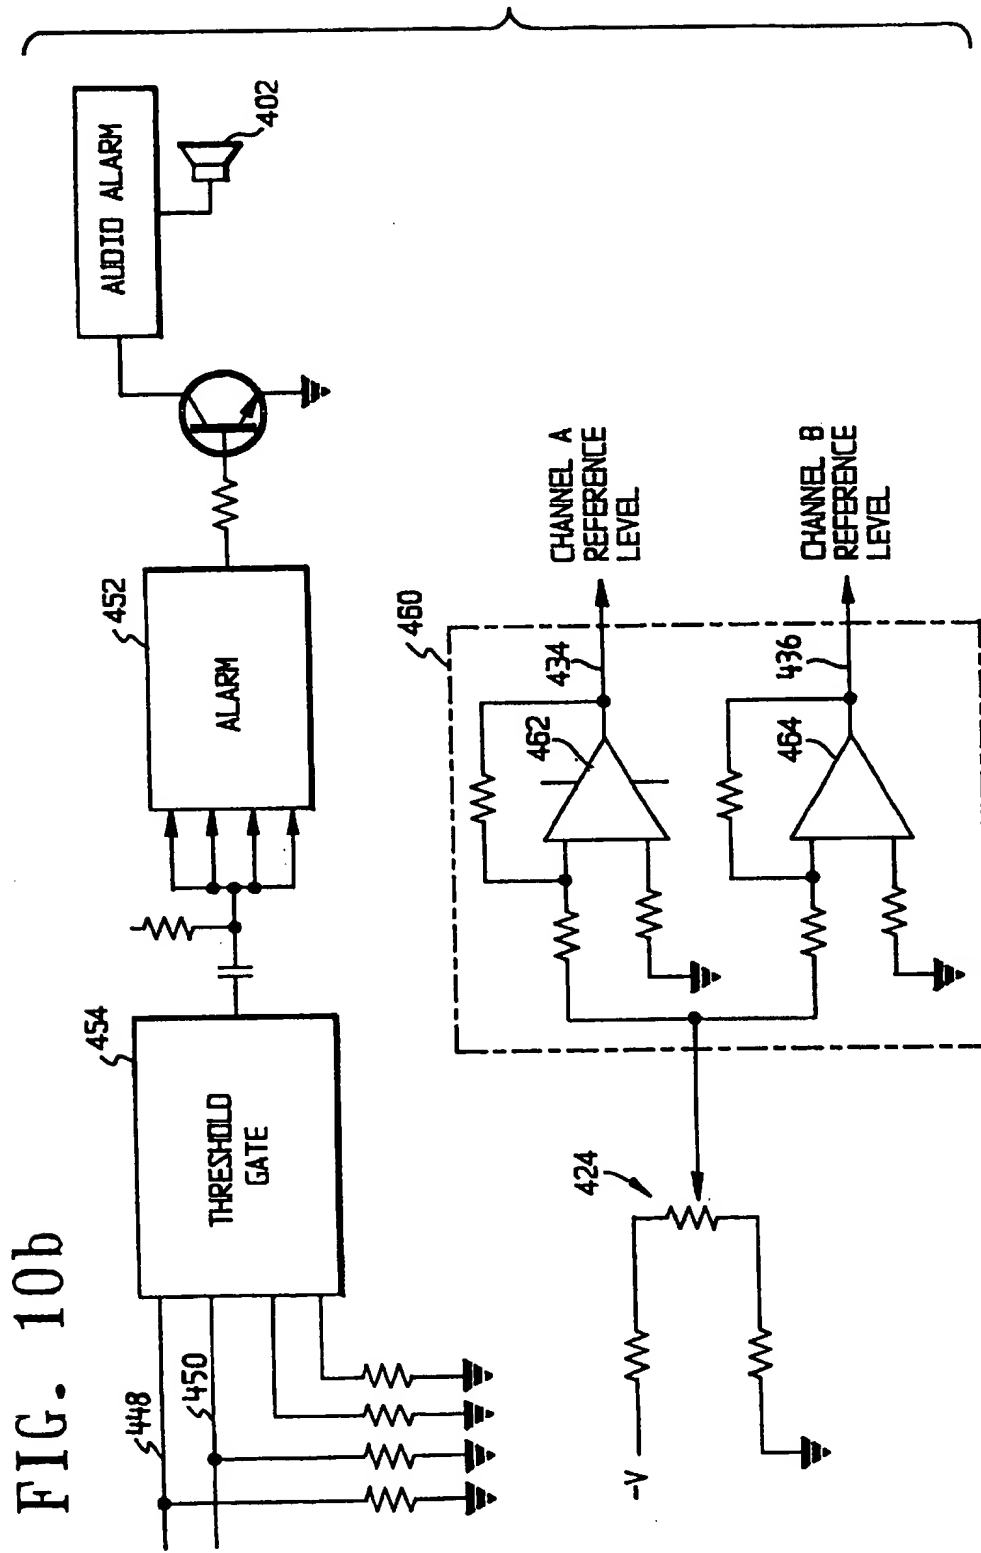 FIG. 10b
448
450
454
THRESHOLD
GATE
452
ALARM
AUDIO ALARM
402
-V
424
460
462
434
CHANNEL A
REFERENCE
LEVEL
464
436
CHANNEL B
REFERENCE
LEVEL